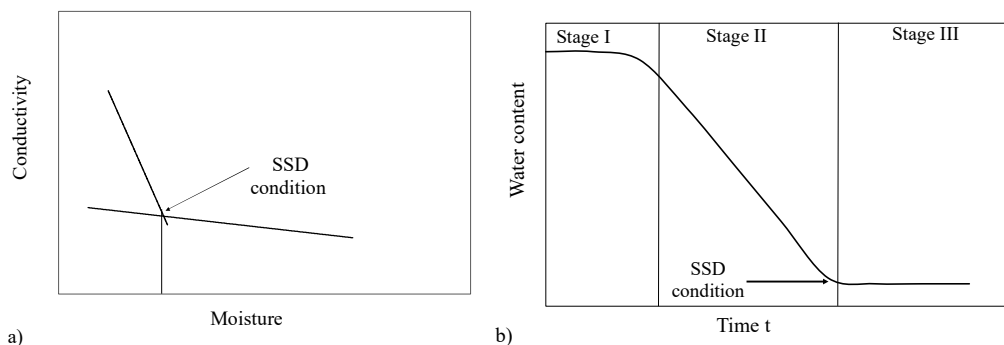 Conductivity
SSD
condition
Moisture
a)
Stage I
Stage II
Stage III
Water content
SSD
condition
Time t
b)